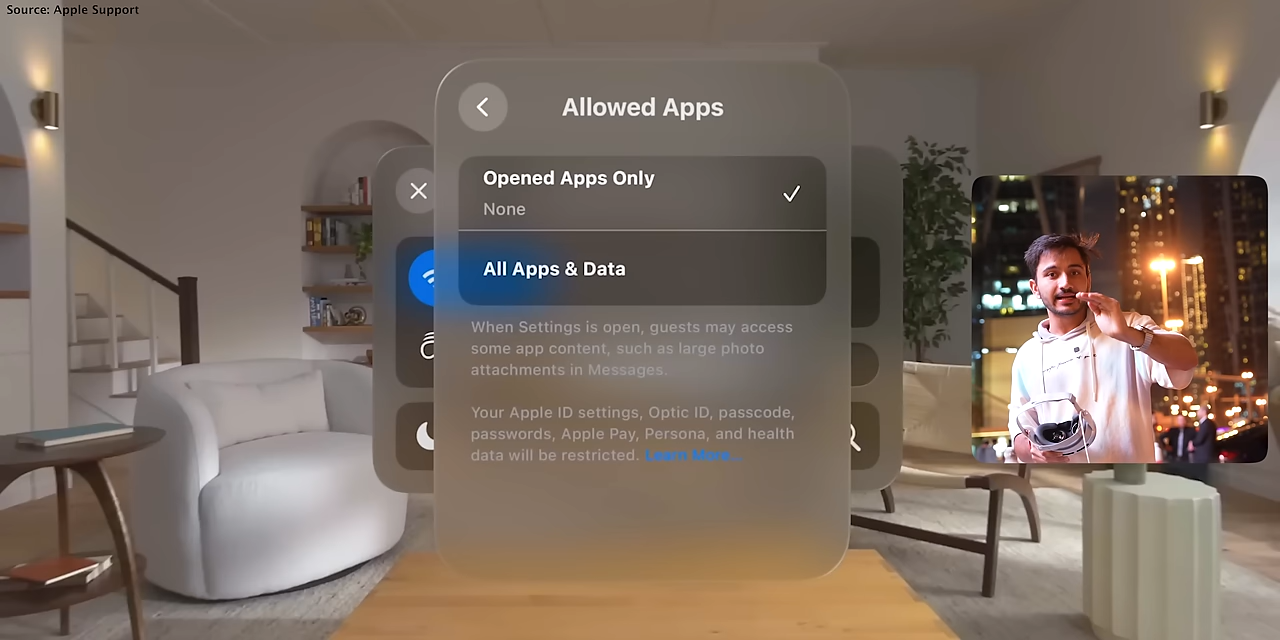 Source: Apple Support
Allowed Apps
Opened Apps Only
None
All Apps & Data
When Settings is open, guests may access
some app content, such as large photo
attachments in Messages.
Your Apple ID settings, Optic ID, passcode,
passwords, Apple Pay, Persona, and health
data will be restricted. Learn More...